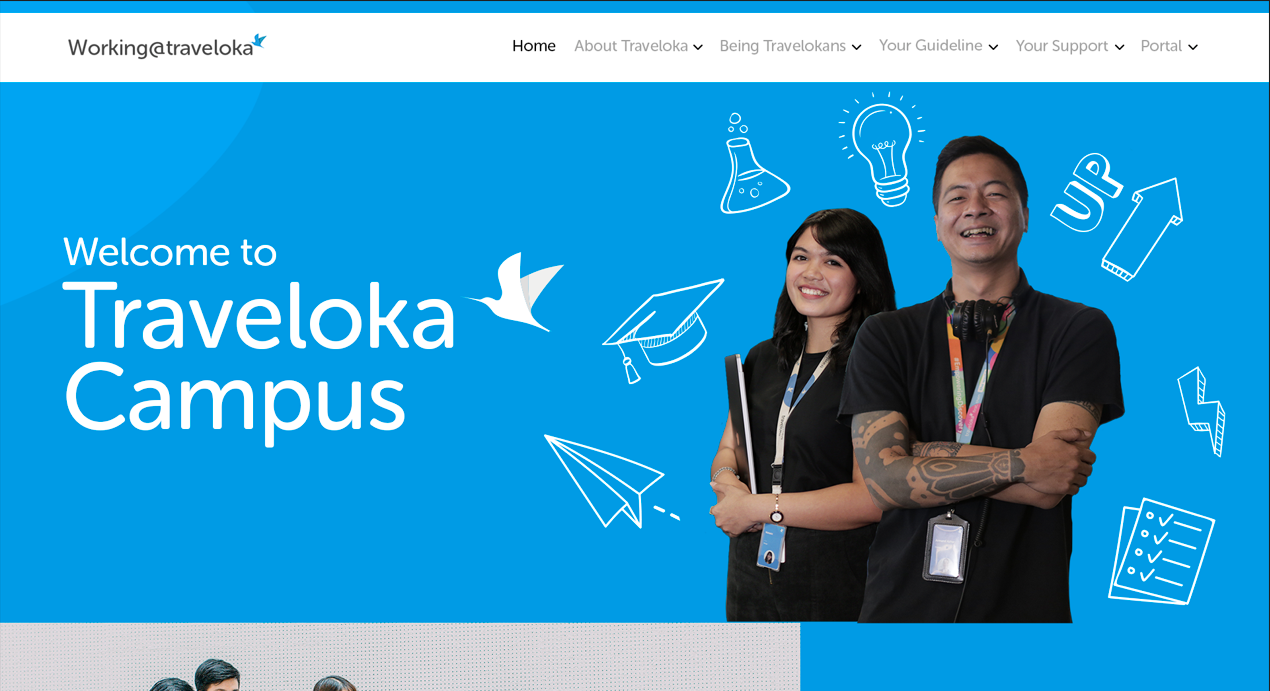 Working@traveloka
Home
About Traveloka
Being Travelokans
Your Guideline
Your Support
Portal
Welcome to
Traveloka
Campus
UP